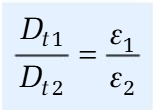 D_{t1} / D_{t2} = ε_1 / ε_2